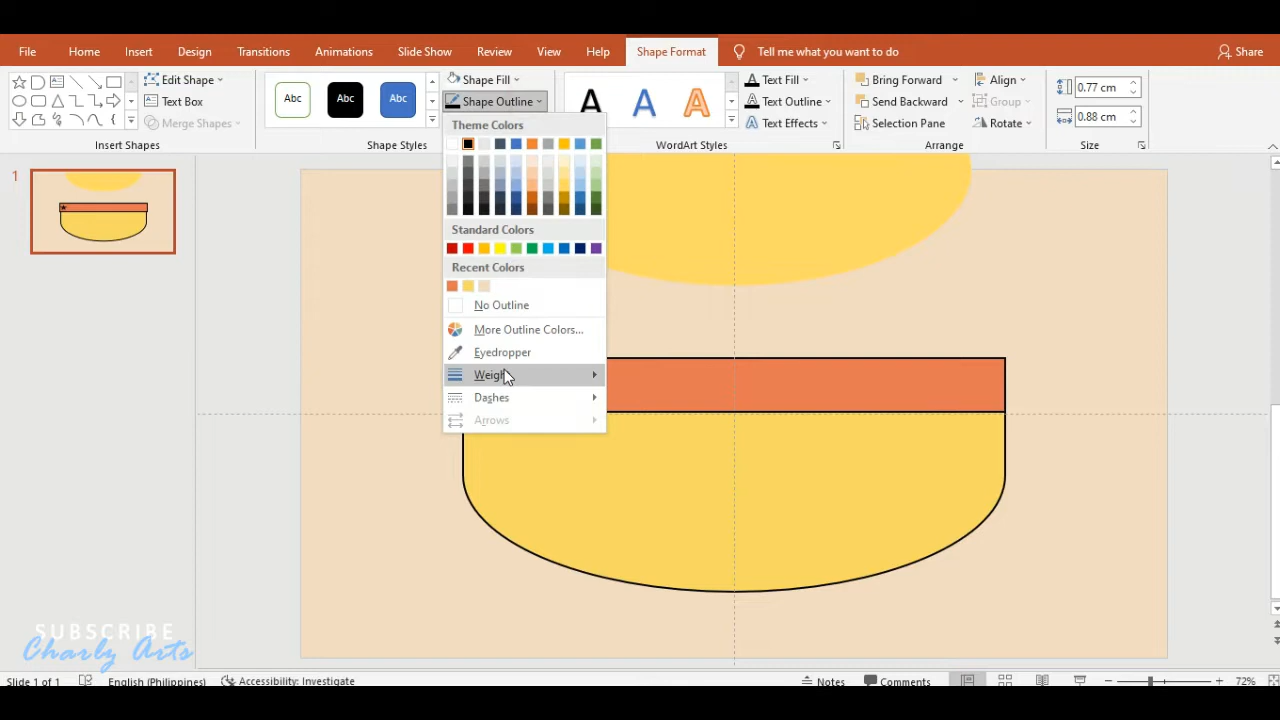 File Home Insert Design Transitions Animations Slide Show Review View Help Shape Format Tell me what you want to do Share
Edit Shape Shape Fill Text Fill Bring Forward Align 0.77 cm
Text Box Abc Abc Abc Shape Outline A A A Text Outline Send Backward Group 0.88 cm
Merge Shapes Text Effects Selection Pane Rotate
Insert Shapes Shape Styles WordArt Styles Arrange Size
Theme Colors
Standard Colors
Recent Colors
No Outline
More Outline Colors...
Eyedropper
Weight
Dashes
Arrows
1
SUBSCRIBE
Charly Arts
Slide 1 of 1 English (Philippines) Accessibility: Investigate Notes Comments 72%